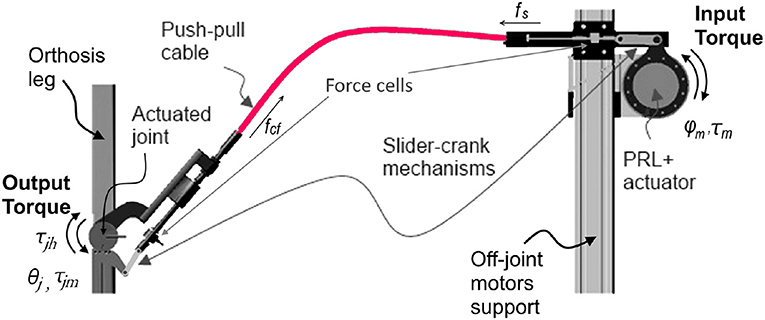 Push-pull
cable
Orthosis
leg
Actuated
joint
Output
Torque
τjh
θj , τjm
fcf
Force cells
Slider-crank
mechanisms
fs
Input
Torque
φm,τm
PRL+
actuator
Off-joint
motors
support